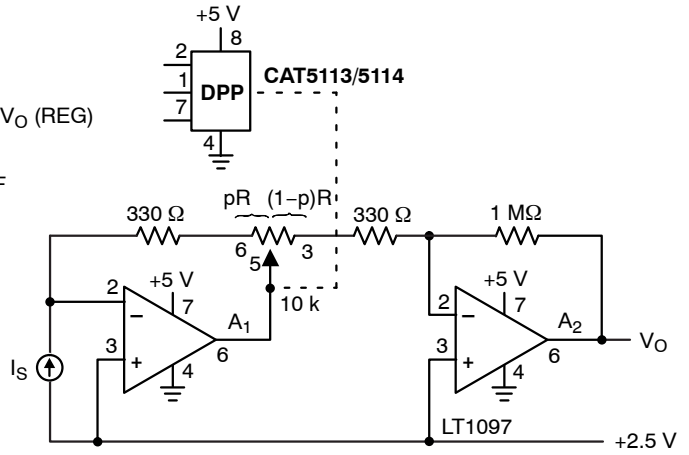 +5 V
8
2
1
7
DPP
CAT5113/5114
V_O (REG)
4
F
pR (1−p)R
330 Ω
330 Ω
1 MΩ
6
5
3
10 k
2
+5 V
7
−
3
+
A1
6
4
I_S
2
+5 V
7
−
3
+
A2
6
4
V_O
LT1097
+2.5 V